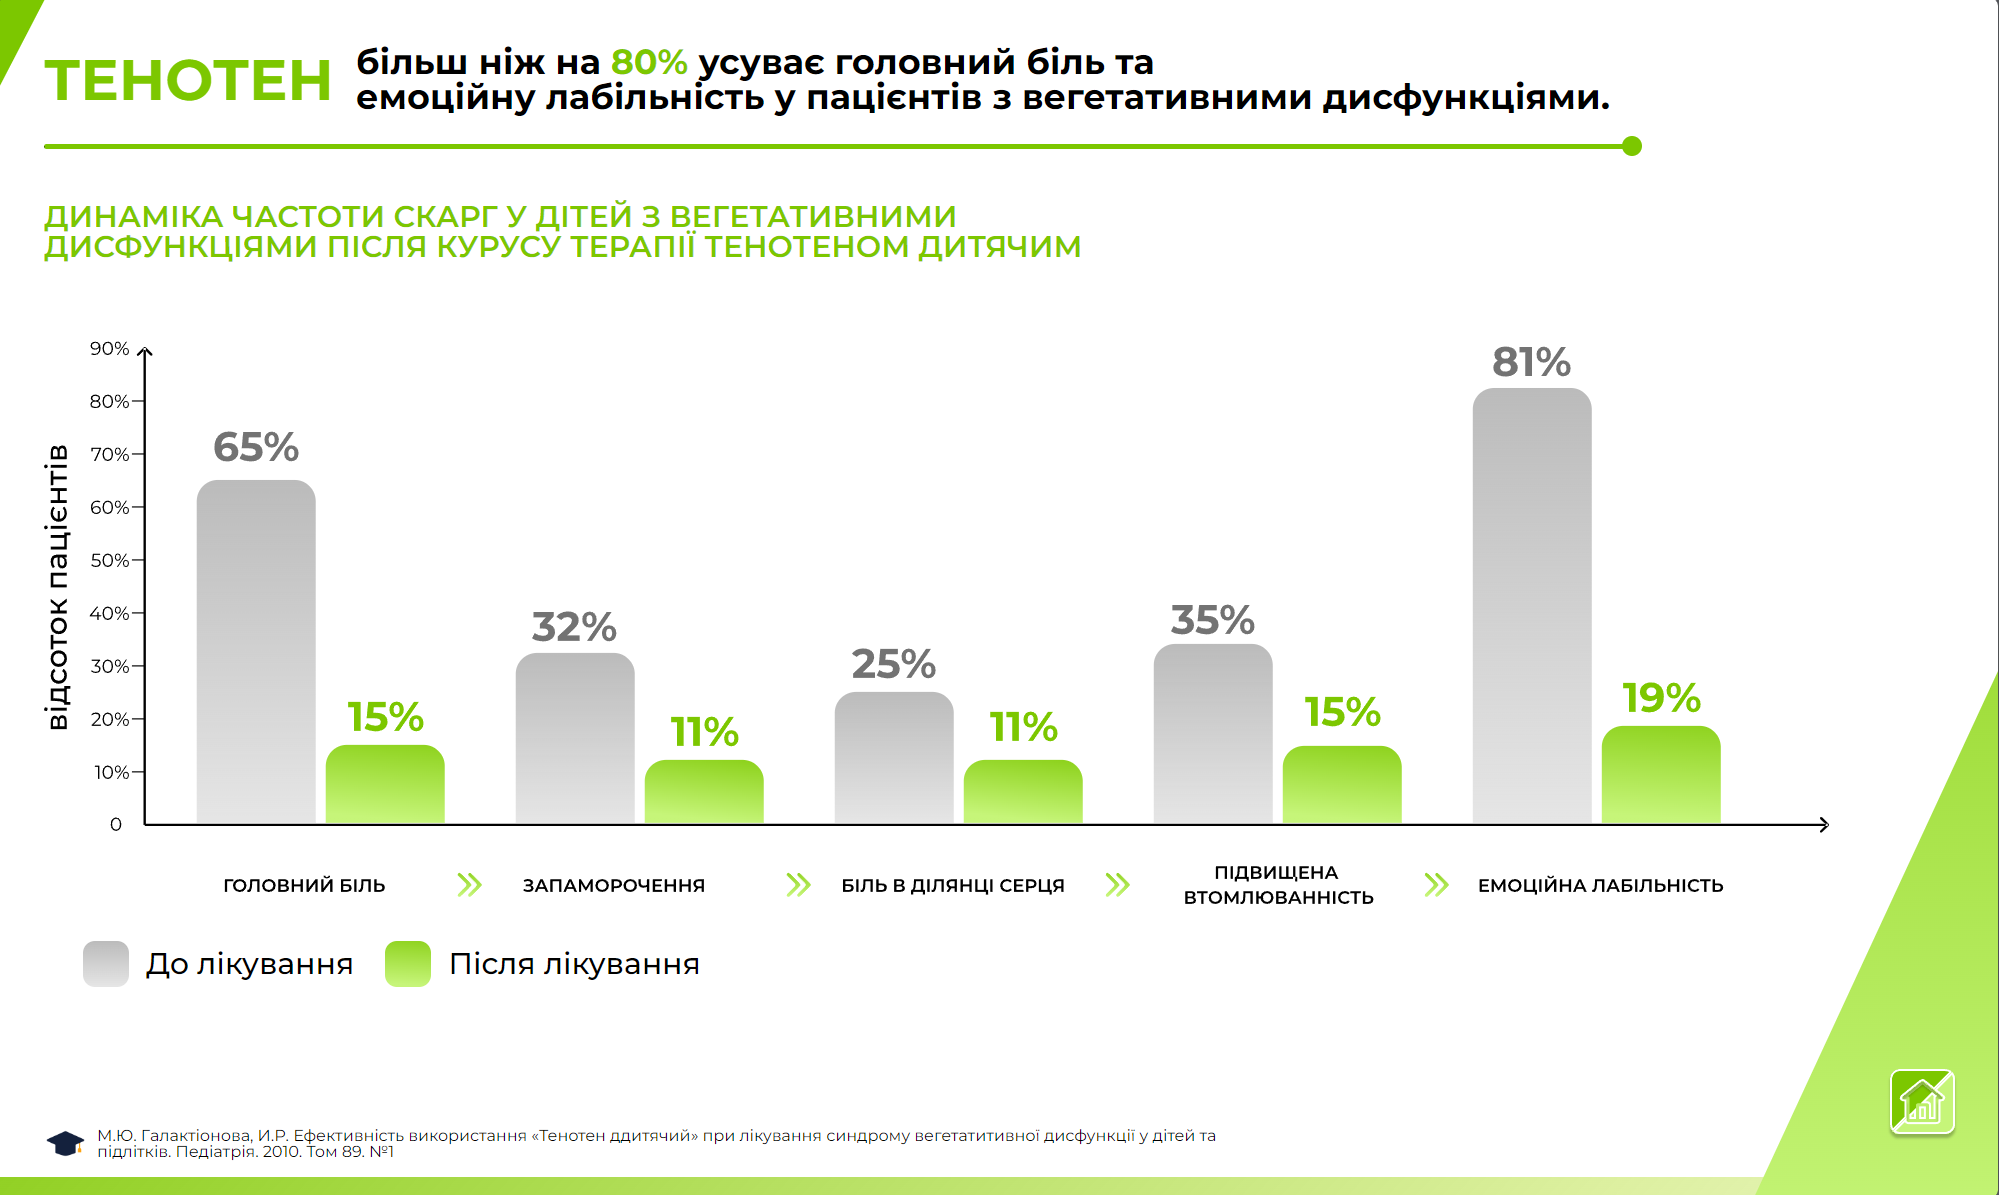 ТЕНОТЕН
більш ніж на 80% усуває головний біль та
емоційну лабільність у пацієнтів з вегетативними дисфункціями.
ДИНАМІКА ЧАСТОТИ СКАРГ У ДІТЕЙ З ВЕГЕТАТИВНИМИ
ДИСФУНКЦІЯМИ ПІСЛЯ КУРУСУ ТЕРАПІЇ ТЕНОТЕНОМ ДИТЯЧИМ
відсоток пацієнтів
90%
80%
70%
60%
50%
40%
30%
20%
10%
0
65%
15%
32%
11%
25%
11%
35%
15%
81%
19%
ГОЛОВНИЙ БІЛЬ
ЗАПАМОРОЧЕННЯ
БІЛЬ В ДІЛЯНЦІ СЕРЦЯ
ПІДВИЩЕНА
ВТОМЛЮВАННІСТЬ
ЕМОЦІЙНА ЛАБІЛЬНІСТЬ
До лікування
Після лікування
М.Ю. Галактіонова, И.Р. Ефективність використання «Тенотен ддитячий» при лікування синдрому вегетатитивної дисфункції у дітей та
підлітків. Педіатрія. 2010. Том 89. №1